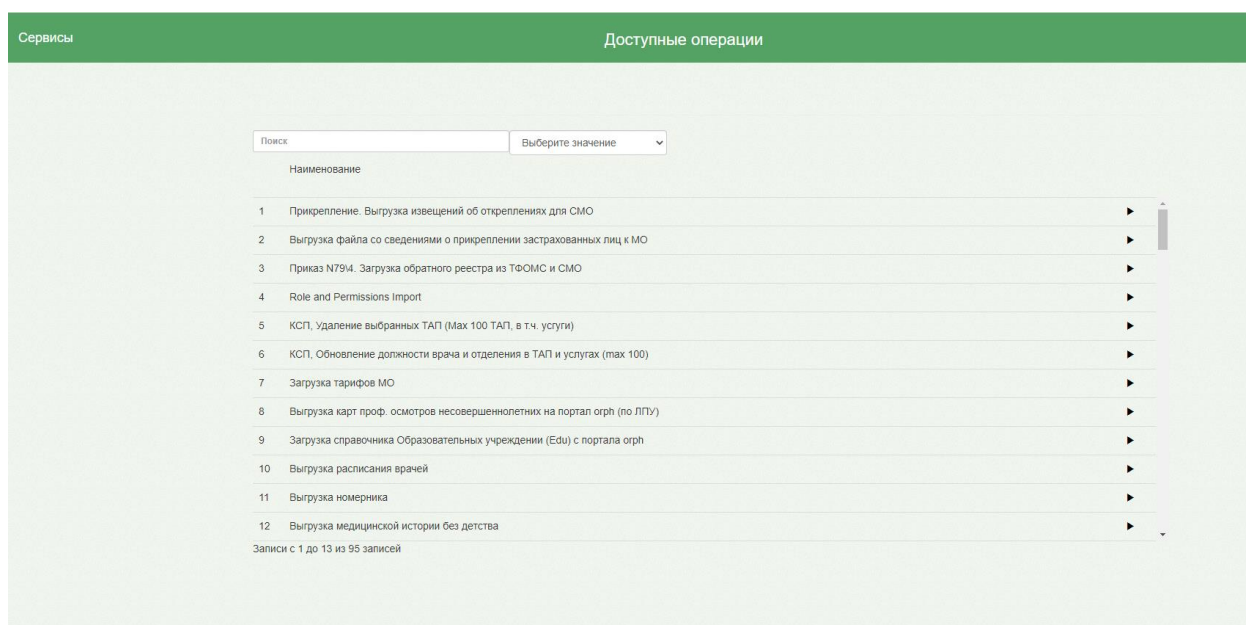 Сервисы
Доступные операции
Поиск
Выберите значение
Наименование
1 Прикрепление. Выгрузка извещений об откреплениях для СМО
2 Выгрузка файла со сведениями о прикреплении застрахованных лиц к МО
3 Приказ N79\4. Загрузка обратного реестра из ТФОМС и СМО
4 Role and Permissions Import
5 КСП, Удаление выбранных ТАП (Max 100 ТАП, в т.ч. усгуги)
6 КСП, Обновление должности врача и отделения в ТАП и услугах (max 100)
7 Загрузка тарифов МО
8 Выгрузка карт проф. осмотров несовершеннолетних на портал orph (по ЛПУ)
9 Загрузка справочника Образовательных учреждении (Edu) с портала orph
10 Выгрузка расписания врачей
11 Выгрузка номерника
12 Выгрузка медицинской истории без детства
Записи с 1 до 13 из 95 записей